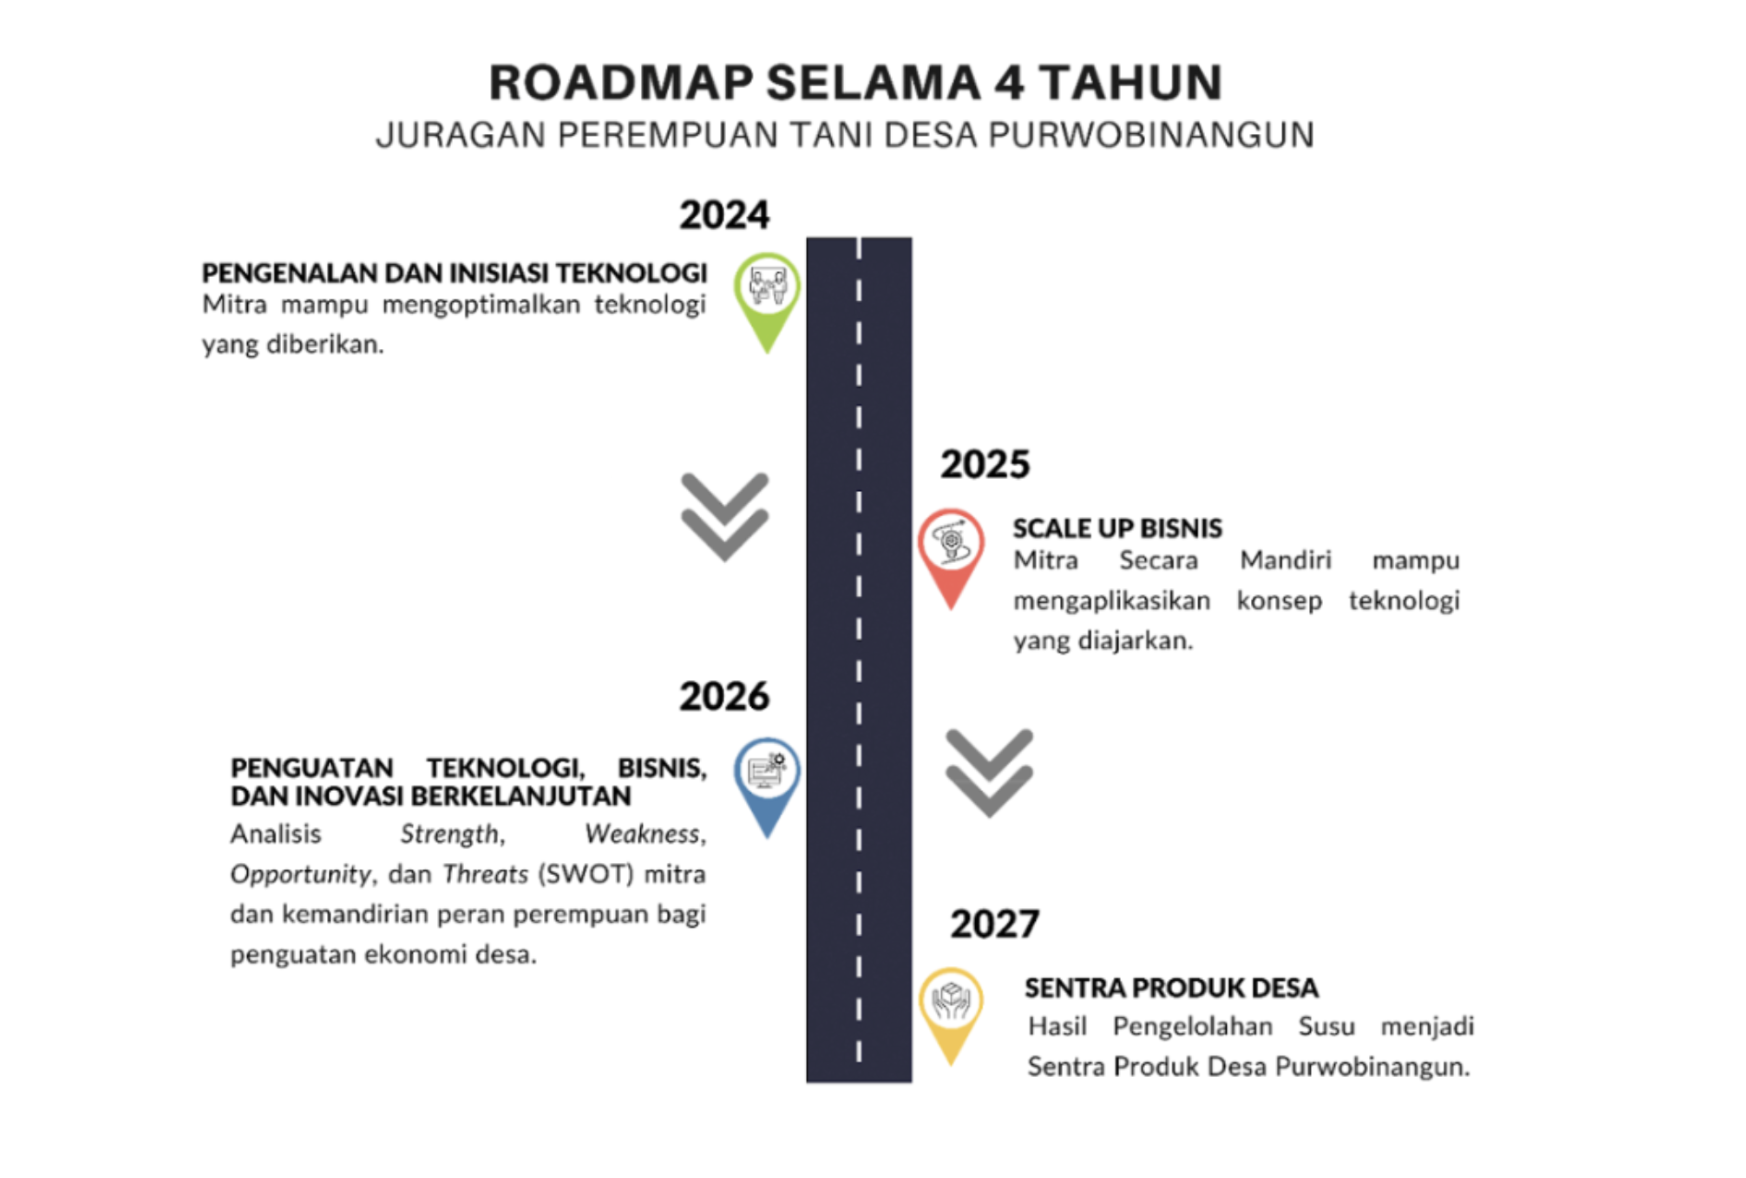 ROADMAP SELAMA 4 TAHUN
JURAGAN PEREMPUAN TANI DESA PURWOBINANGUN
2024
PENGENALAN DAN INISIASI TEKNOLOGI
Mitra mampu mengoptimalkan teknologi
yang diberikan.
2025
SCALE UP BISNIS
Mitra Secara Mandiri mampu
mengaplikasikan konsep teknologi
yang diajarkan.
2026
PENGUATAN TEKNOLOGI, BISNIS,
DAN INOVASI BERKELANJUTAN
Analisis Strength, Weakness,
Opportunity, dan Threats (SWOT) mitra
dan kemandirian peran perempuan bagi
penguatan ekonomi desa.
2027
SENTRA PRODUK DESA
Hasil Pengelolahan Susu menjadi
Sentra Produk Desa Purwobinangun.